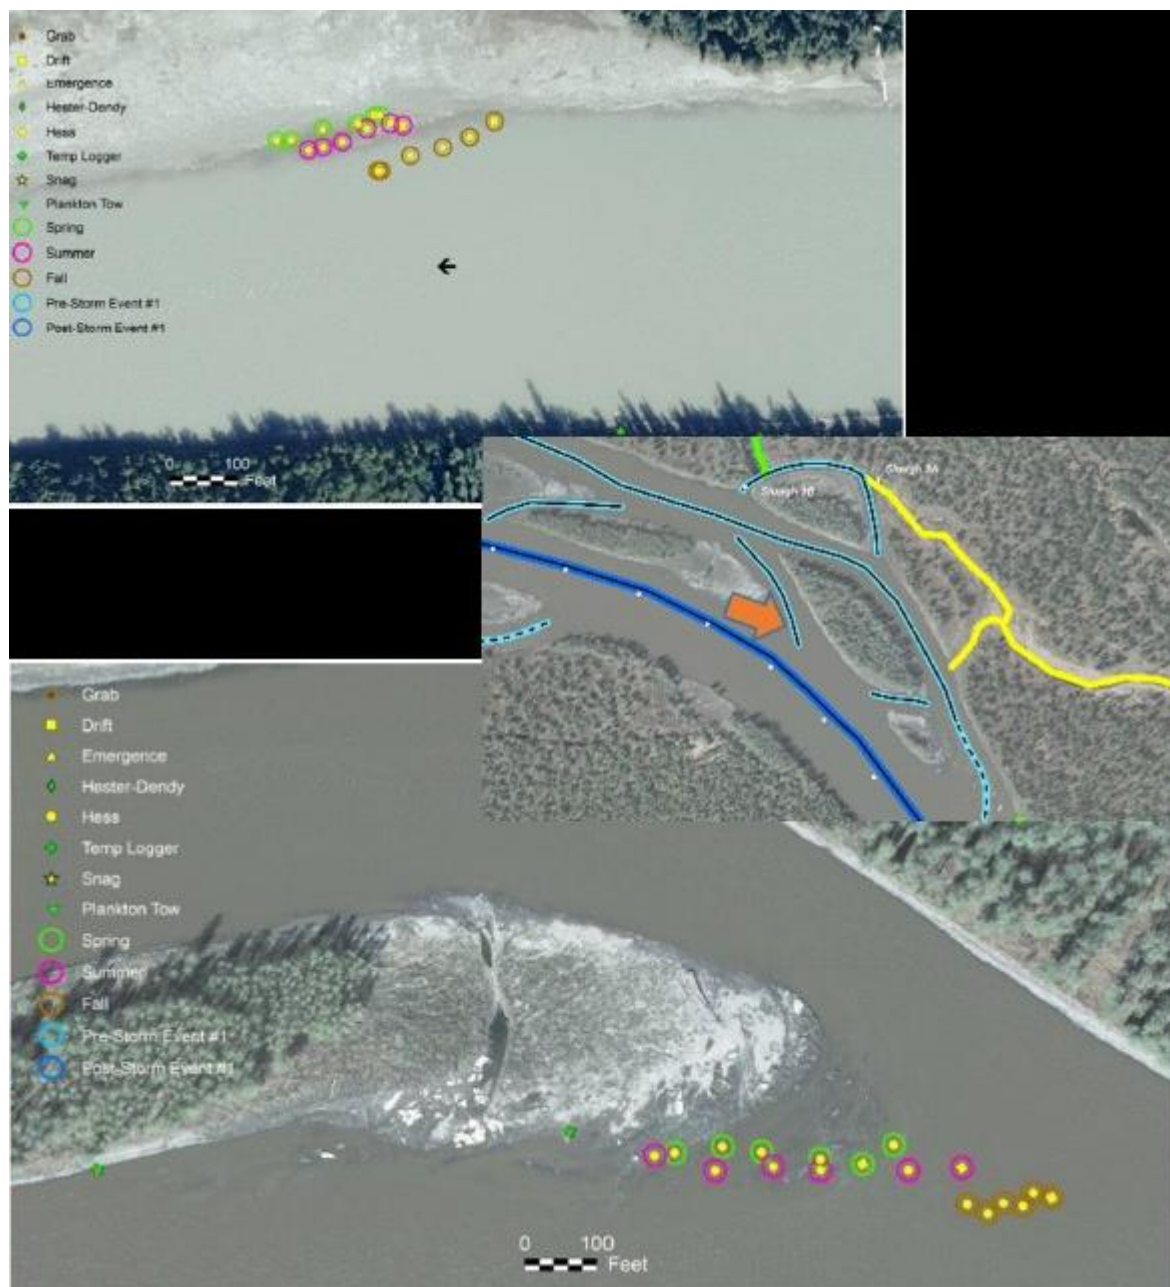 Grab
Drift
Emergence
Hester-Dendy
Hess
Temp Logger
Snag
Plankton Tow
Spring
Summer
Fall
Pre-Storm Event #1
Post-Storm Event #1
0 100
Feet
Slough 8A
Slough
Grab
Drift
Emergence
Hester-Dendy
Hess
Temp Logger
Snag
Plankton Tow
Spring
Summer
Fall
Pre-Storm Event #1
Post-Storm Event #1
0 100
Feet